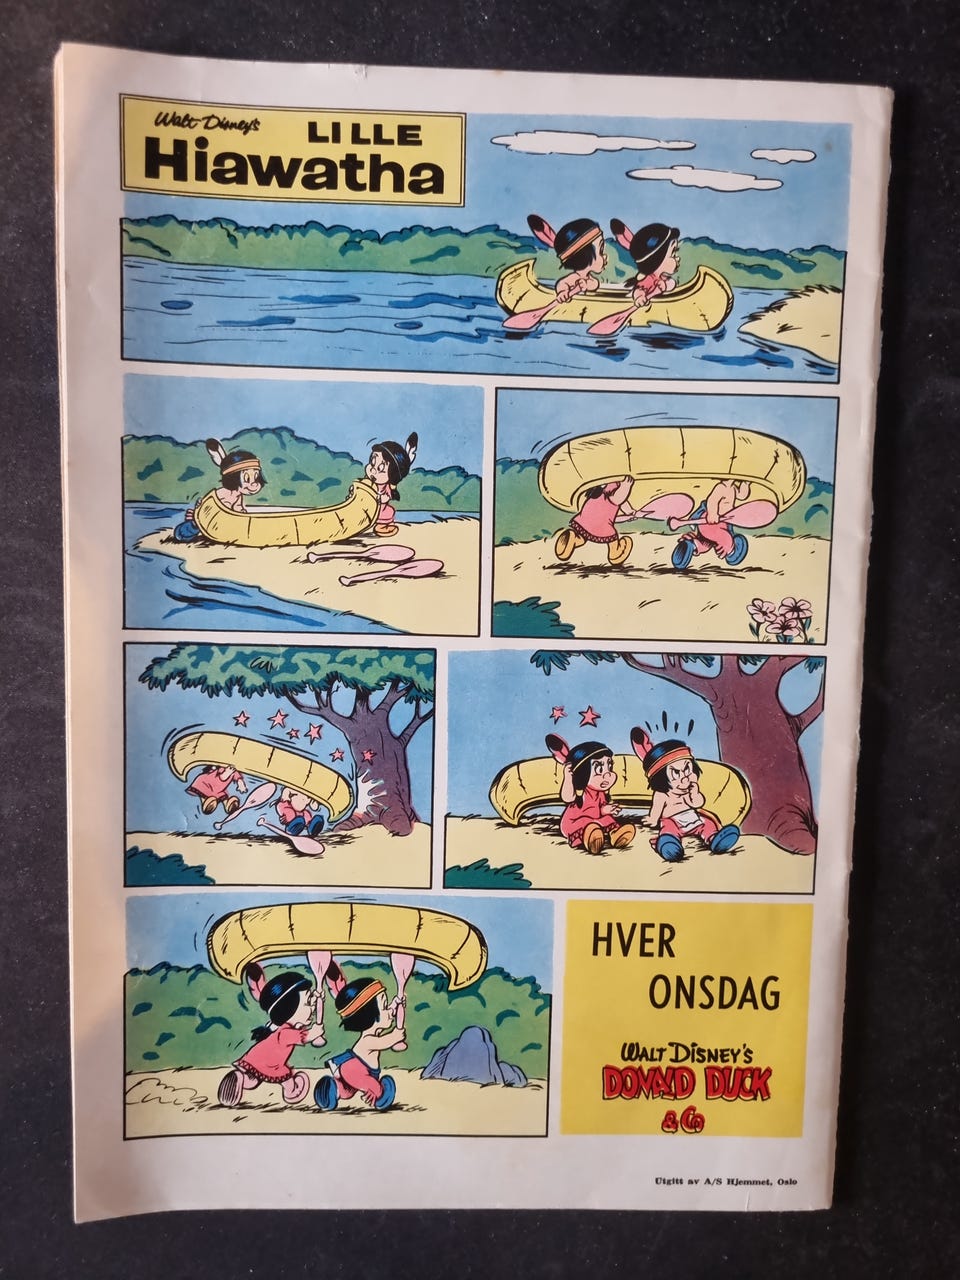 Walt Disney's
LILLE
Hiawatha
HVER
ONSDAG
WALT DISNEY'S
DONALD DUCK
& Co
Utgitt av A/S Hjemmet, Oslo